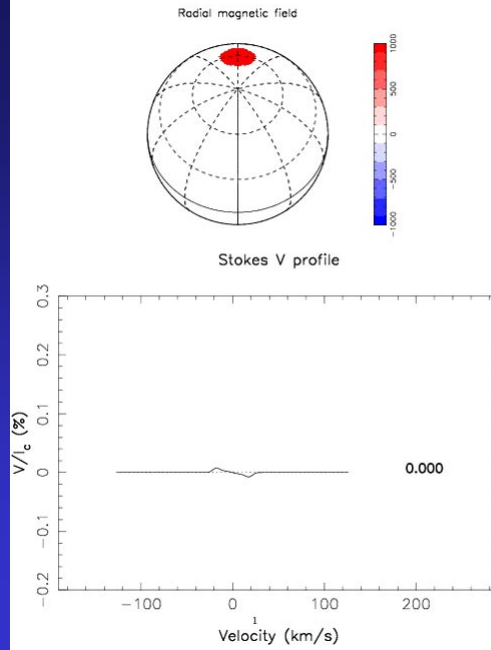 Radial magnetic field
1000
500
0
−500
−1000
Stokes V profile
0.3
0.2
0.1
0
−0.1
−0.2
V/Ic (%)
0.000
−100 0 100 200
1
Velocity (km/s)